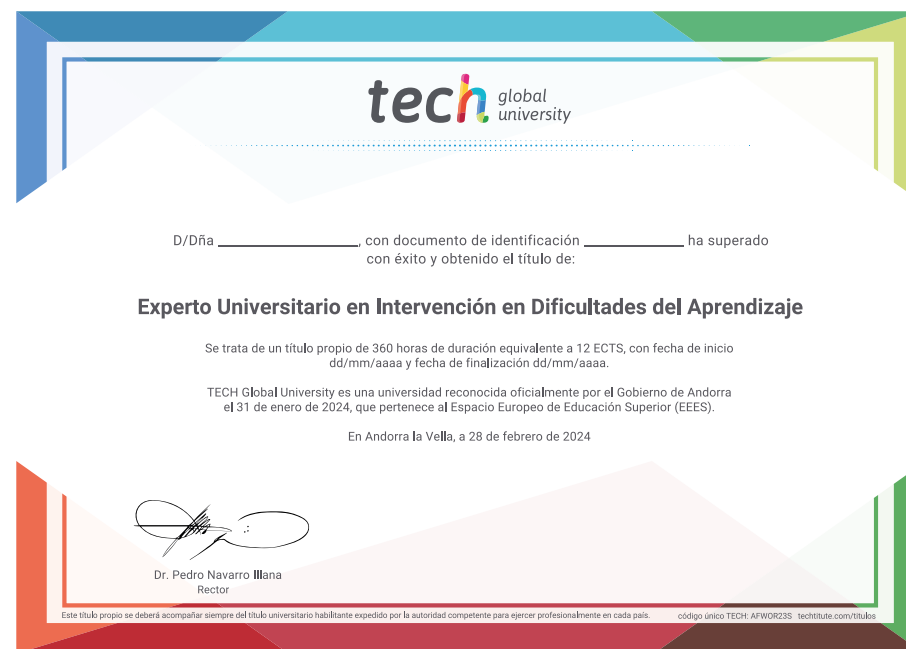 tech global university
D/Dña ______________, con documento de identificación __________ ha superado
con éxito y obtenido el título de:
Experto Universitario en Intervención en Dificultades del Aprendizaje
Se trata de un título propio de 360 horas de duración equivalente a 12 ECTS, con fecha de inicio
dd/mm/aaaa y fecha de finalización dd/mm/aaaa.
TECH Global University es una universidad reconocida oficialmente por el Gobierno de Andorra
el 31 de enero de 2024, que pertenece al Espacio Europeo de Educación Superior (EEES).
En Andorra la Vella, a 28 de febrero de 2024
Dr. Pedro Navarro Illana
Rector
Este título propio se deberá acompañar siempre del título universitario habilitante expedido por la autoridad competente para ejercer profesionalmente en cada país.
código único TECH: AFWOR23S techtitute.com/titulos